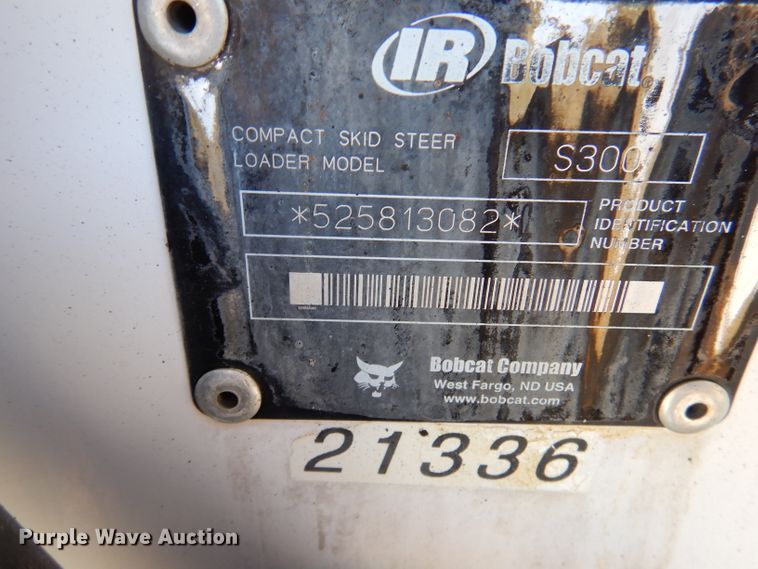 IR Bobcat
COMPACT SKID STEER
LOADER MODEL
S300
*525813082*
PRODUCT
IDENTIFICATION
NUMBER
Bobcat Company
West Fargo, ND USA
www.bobcat.com
21336
Purple Wave Auction